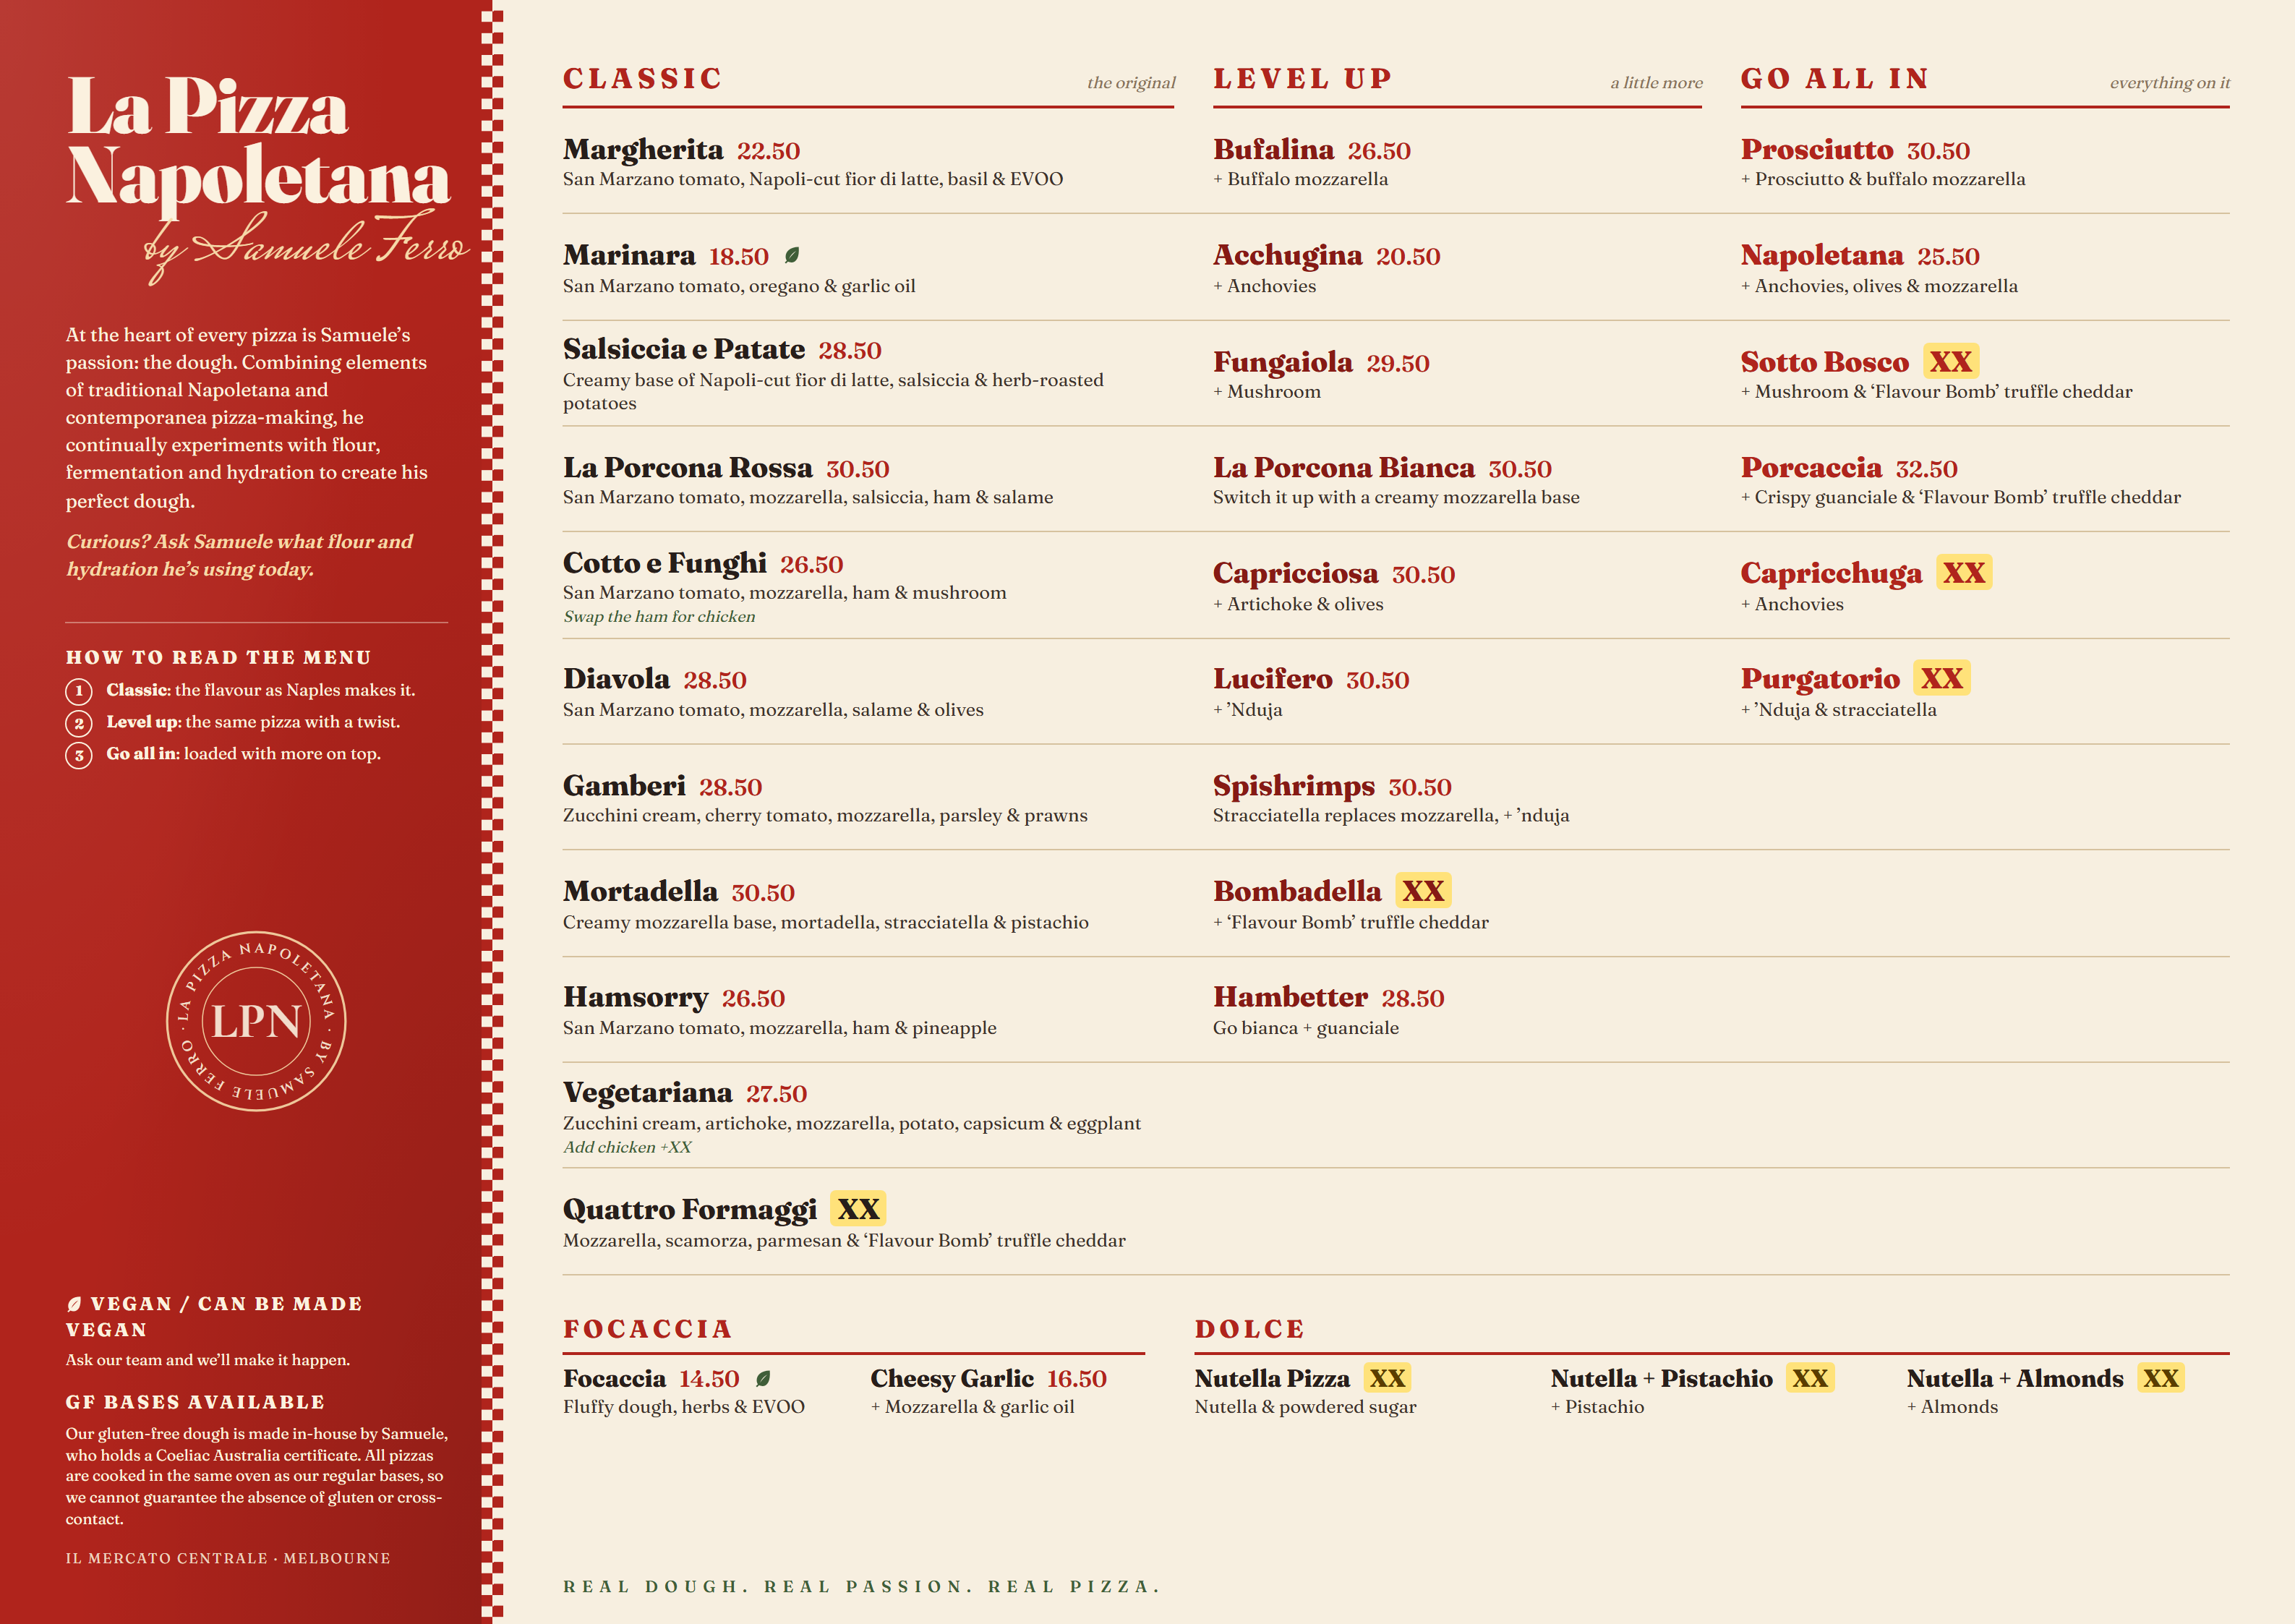 La Pizza
Napoletana
by Samuele Ferro
At the heart of every pizza is Samuele’s
passion: the dough. Combining elements
of traditional Napoletana and
contemporanea pizza-making, he
continually experiments with flour,
fermentation and hydration to create his
perfect dough.
Curious? Ask Samuele what flour and
hydration he’s using today.
HOW TO READ THE MENU
1 Classic: the flavour as Naples makes it.
2 Level up: the same pizza with a twist.
3 Go all in: loaded with more on top.
LA PIZZA NAPOLETANA · BY SAMUELE FERRO ·
LPN
VEGAN / CAN BE MADE
VEGAN
Ask our team and we’ll make it happen.
GF BASES AVAILABLE
Our gluten-free dough is made in-house by Samuele,
who holds a Coeliac Australia certificate. All pizzas
are cooked in the same oven as our regular bases, so
we cannot guarantee the absence of gluten or cross-
contact.
IL MERCATO CENTRALE · MELBOURNE
CLASSIC the original
LEVEL UP a little more
GO ALL IN everything on it
Margherita 22.50
San Marzano tomato, Napoli-cut fior di latte, basil & EVOO
Bufalina 26.50
+ Buffalo mozzarella
Prosciutto 30.50
+ Prosciutto & buffalo mozzarella
Marinara 18.50
San Marzano tomato, oregano & garlic oil
Acchugina 20.50
+ Anchovies
Napoletana 25.50
+ Anchovies, olives & mozzarella
Salsiccia e Patate 28.50
Creamy base of Napoli-cut fior di latte, salsiccia & herb-roasted
potatoes
Fungaiola 29.50
+ Mushroom
Sotto Bosco XX
+ Mushroom & ‘Flavour Bomb’ truffle cheddar
La Porcona Rossa 30.50
San Marzano tomato, mozzarella, salsiccia, ham & salame
La Porcona Bianca 30.50
Switch it up with a creamy mozzarella base
Porcaccia 32.50
+ Crispy guanciale & ‘Flavour Bomb’ truffle cheddar
Cotto e Funghi 26.50
San Marzano tomato, mozzarella, ham & mushroom
Swap the ham for chicken
Capricciosa 30.50
+ Artichoke & olives
Capricchuga XX
+ Anchovies
Diavola 28.50
San Marzano tomato, mozzarella, salame & olives
Lucifero 30.50
+ ’Nduja
Purgatorio XX
+ ’Nduja & stracciatella
Gamberi 28.50
Zucchini cream, cherry tomato, mozzarella, parsley & prawns
Spishrimps 30.50
Stracciatella replaces mozzarella, + ’nduja
Mortadella 30.50
Creamy mozzarella base, mortadella, stracciatella & pistachio
Bombadella XX
+ ‘Flavour Bomb’ truffle cheddar
Hamsorry 26.50
San Marzano tomato, mozzarella, ham & pineapple
Hambetter 28.50
Go bianca + guanciale
Vegetariana 27.50
Zucchini cream, artichoke, mozzarella, potato, capsicum & eggplant
Add chicken +XX
Quattro Formaggi XX
Mozzarella, scamorza, parmesan & ‘Flavour Bomb’ truffle cheddar
FOCACCIA
Focaccia 14.50
Fluffy dough, herbs & EVOO
Cheesy Garlic 16.50
+ Mozzarella & garlic oil
DOLCE
Nutella Pizza XX
Nutella & powdered sugar
Nutella + Pistachio XX
+ Pistachio
Nutella + Almonds XX
+ Almonds
REAL DOUGH. REAL PASSION. REAL PIZZA.